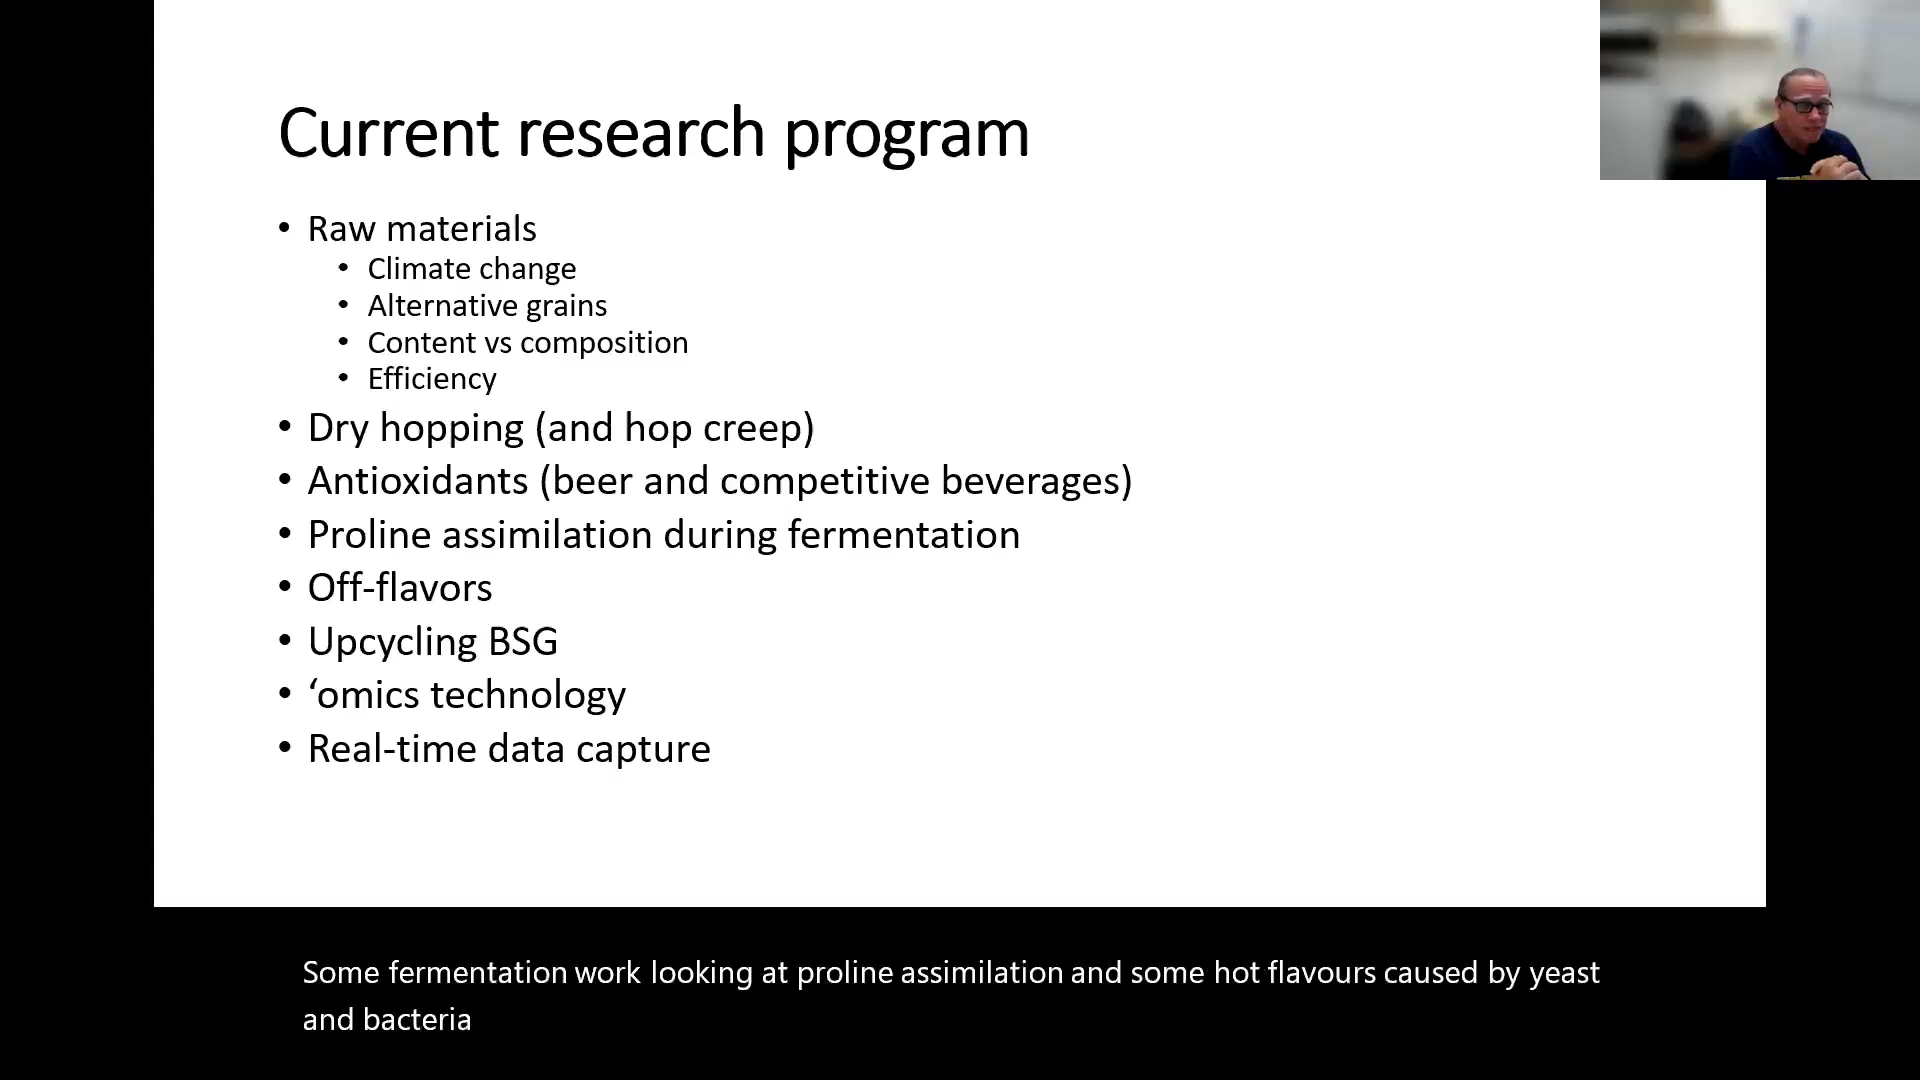 Current research program
• Raw materials
• Climate change
• Alternative grains
• Content vs composition
• Efficiency
• Dry hopping (and hop creep)
• Antioxidants (beer and competitive beverages)
• Proline assimilation during fermentation
• Off-flavors
• Upcycling BSG
• ‘omics technology
• Real-time data capture
Some fermentation work looking at proline assimilation and some hot flavours caused by yeast
and bacteria